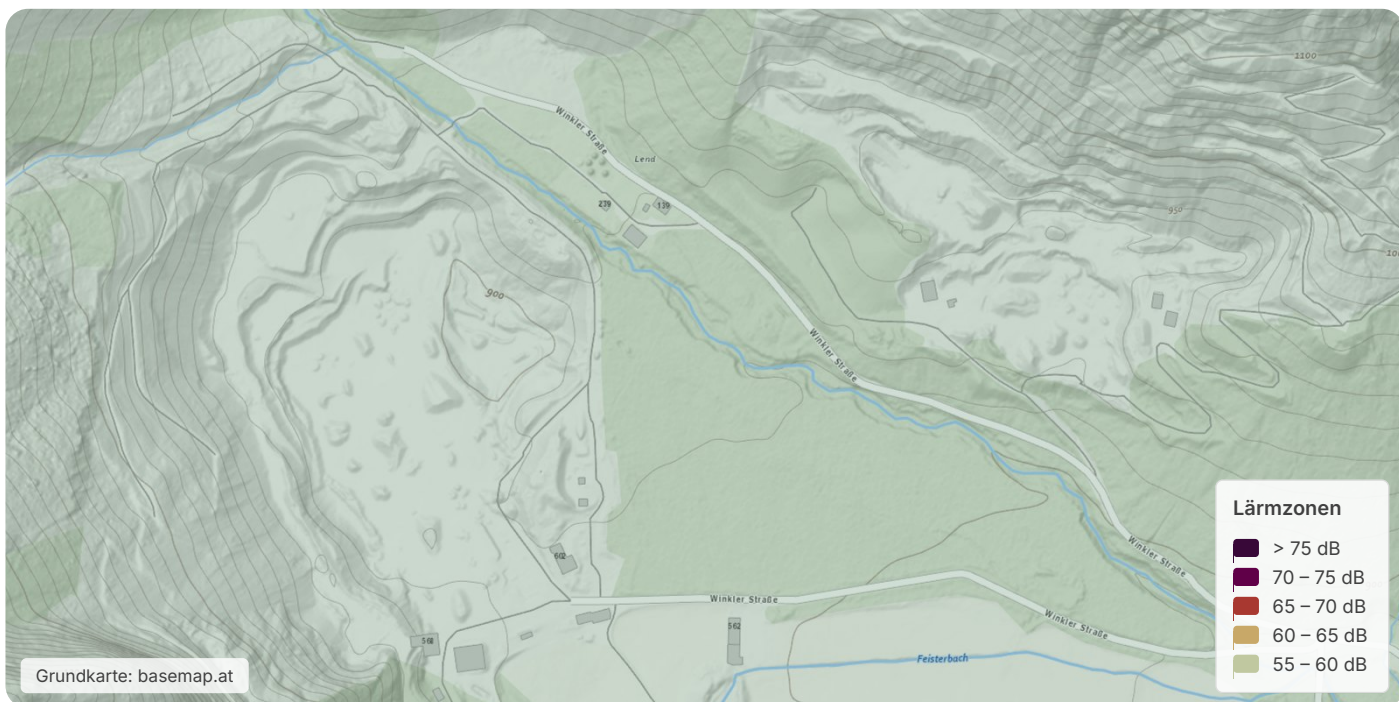 1100
Winkler Straße
Lend
239
139
950
900
10
Winkler Straße
Winkler Straße
602
Winkler Straße
Winkler Straße
562
568
Feisterbach
Lärmzonen
> 75 dB
70 – 75 dB
65 – 70 dB
60 – 65 dB
55 – 60 dB
Grundkarte: basemap.at